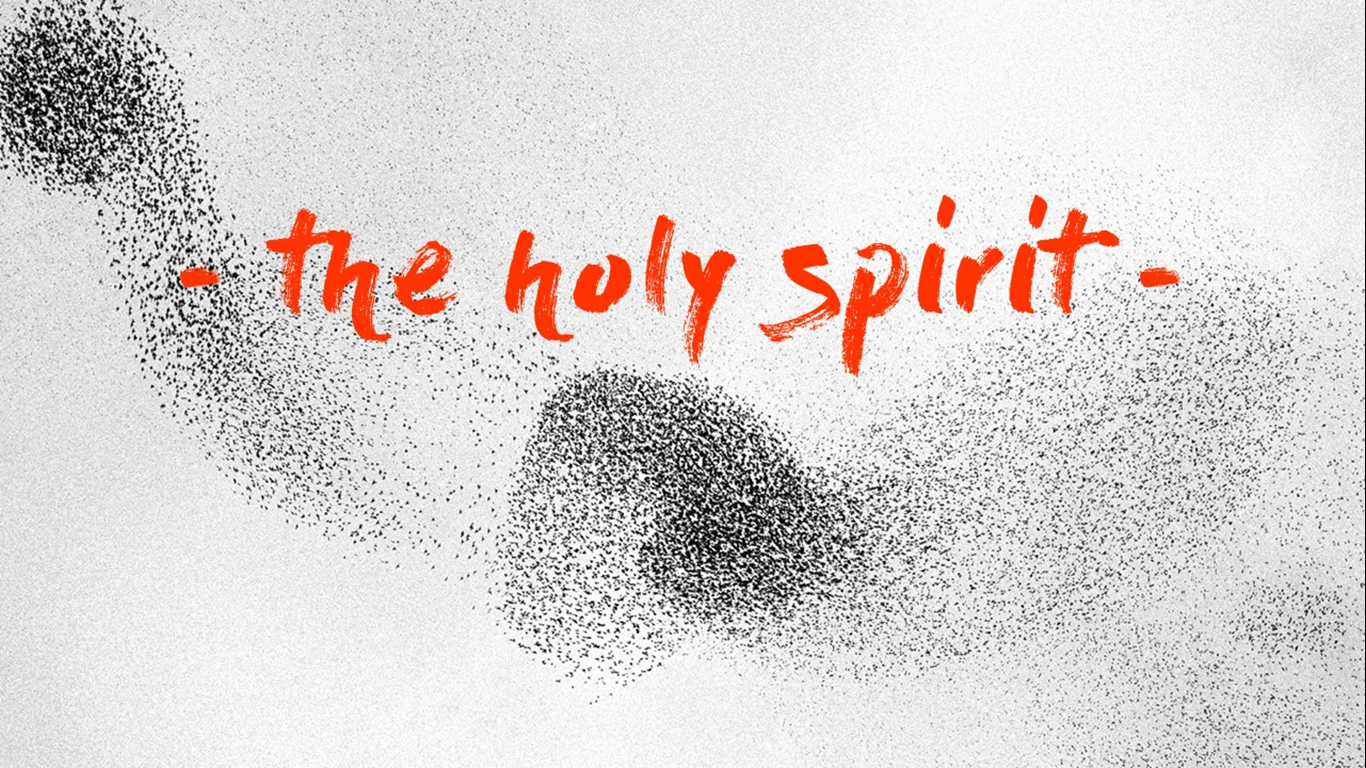 - the holy spirit -